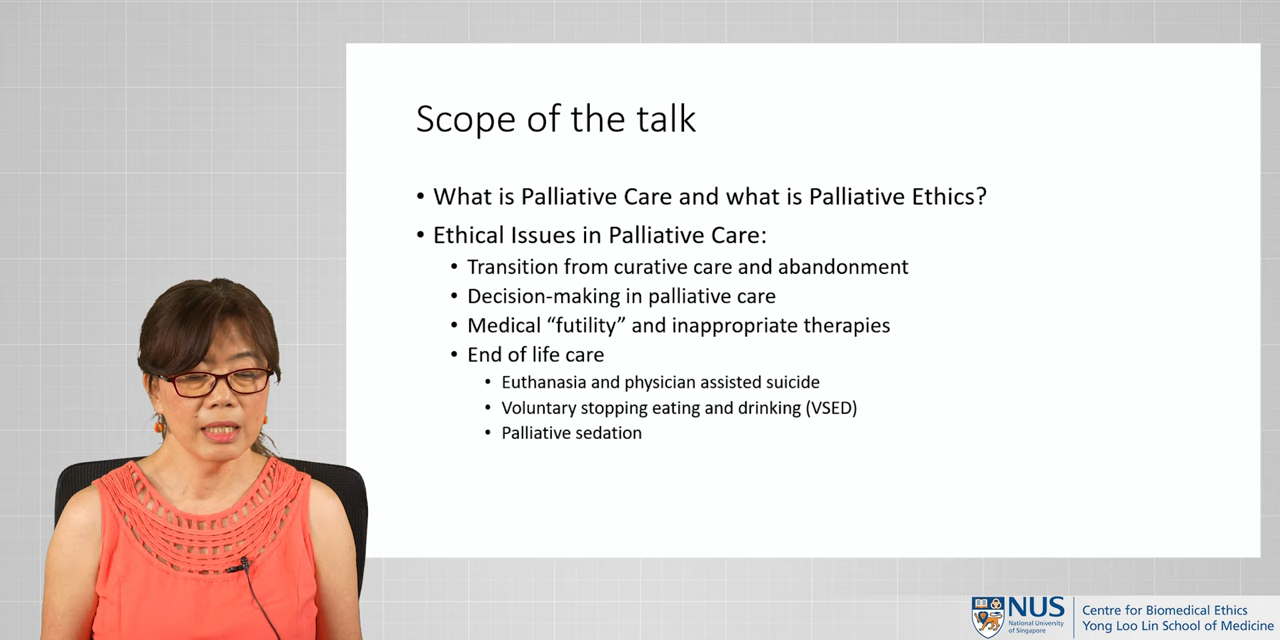 Scope of the talk
• What is Palliative Care and what is Palliative Ethics?
• Ethical Issues in Palliative Care:
• Transition from curative care and abandonment
• Decision-making in palliative care
• Medical “futility” and inappropriate therapies
• End of life care
• Euthanasia and physician assisted suicide
• Voluntary stopping eating and drinking (VSED)
• Palliative sedation
NUS
National University
of Singapore
Centre for Biomedical Ethics
Yong Loo Lin School of Medicine